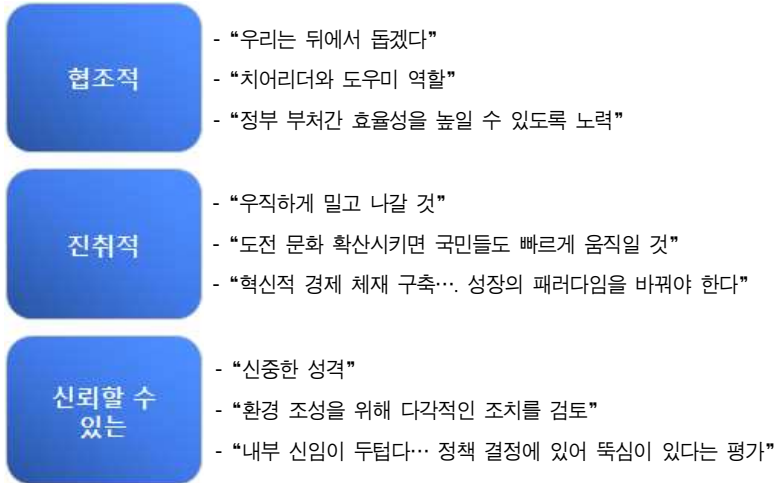 협조적
- “우리는 뒤에서 돕겠다”
- “치어리더와 도우미 역할”
- “정부 부처간 효율성을 높일 수 있도록 노력”
진취적
- “우직하게 밀고 나갈 것”
- “도전 문화 확산시키면 국민들도 빠르게 움직일 것”
- “혁신적 경제 체재 구축…. 성장의 패러다임을 바꿔야 한다”
신뢰할 수
있는
- “신중한 성격”
- “환경 조성을 위해 다각적인 조치를 검토”
- “내부 신임이 두텁다… 정책 결정에 있어 뚝심이 있다는 평가”